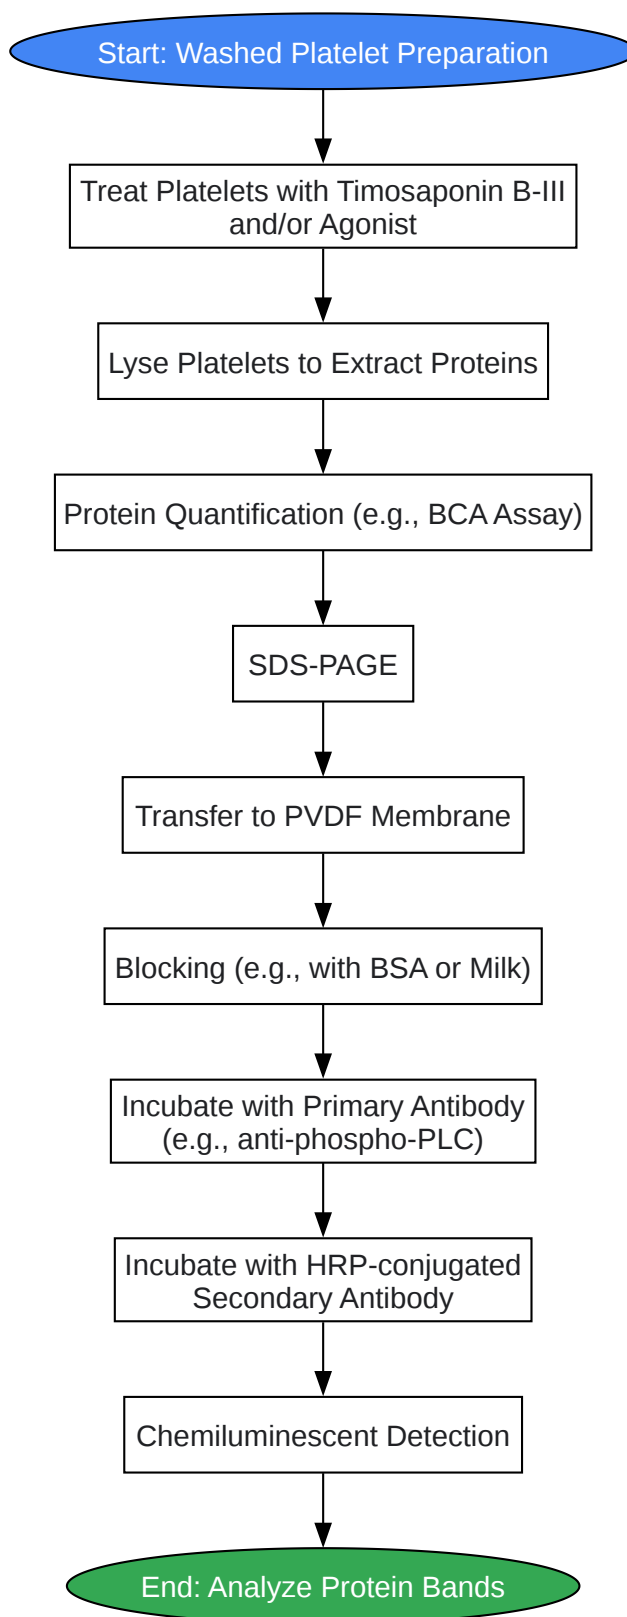 Start: Washed Platelet Preparation
Treat Platelets with Timosaponin B-III
and/or Agonist
Lyse Platelets to Extract Proteins
Protein Quantification (e.g., BCA Assay)
SDS-PAGE
Transfer to PVDF Membrane
Blocking (e.g., with BSA or Milk)
Incubate with Primary Antibody
(e.g., anti-phospho-PLC)
Incubate with HRP-conjugated
Secondary Antibody
Chemiluminescent Detection
End: Analyze Protein Bands